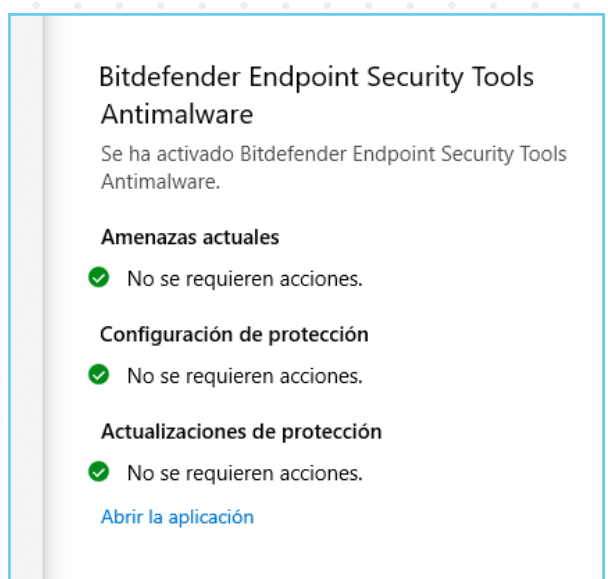 Bitdefender Endpoint Security Tools
Antimalware
Se ha activado Bitdefender Endpoint Security Tools
Antimalware.
Amenazas actuales
No se requieren acciones.
Configuración de protección
No se requieren acciones.
Actualizaciones de protección
No se requieren acciones.
Abrir la aplicación